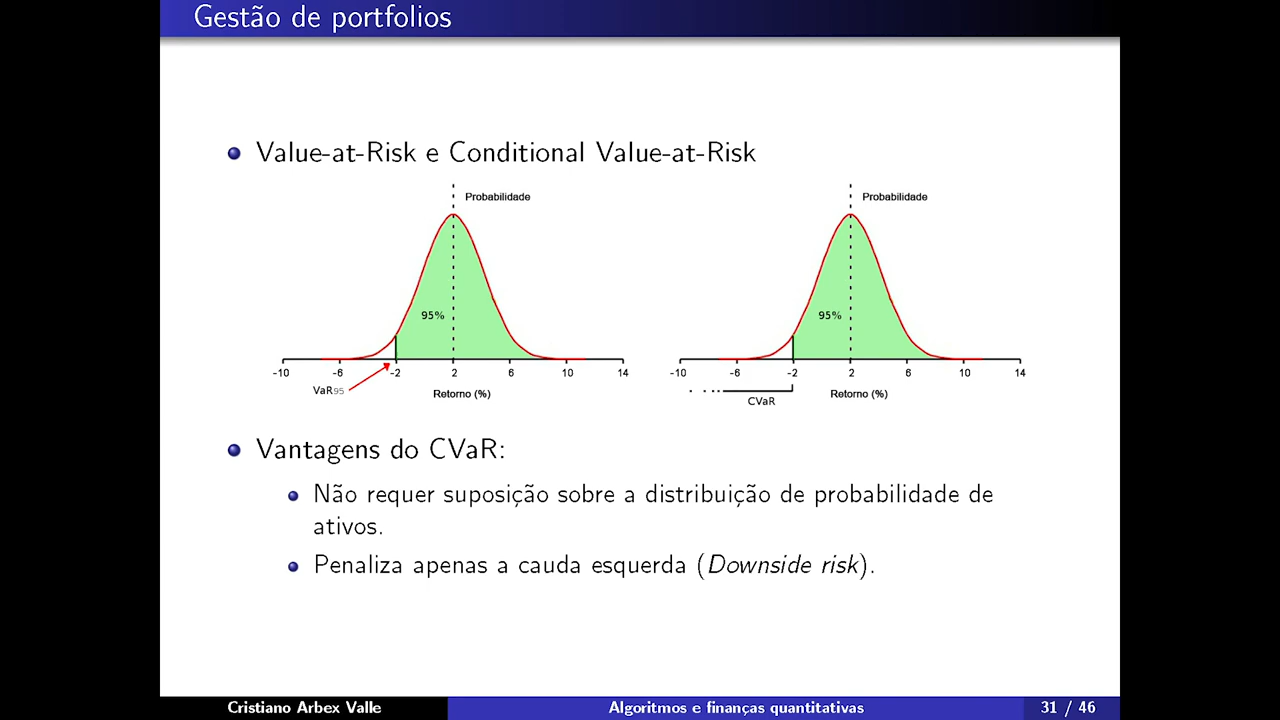 Gestão de portfolios
Value-at-Risk e Conditional Value-at-Risk
Probabilidade
95%
-10 -6 -2 2 6 10 14
VaR95
Retorno (%)
Probabilidade
95%
-10 -6 -2 2 6 10 14
CVaR
Retorno (%)
Vantagens do CVaR:
Não requer suposição sobre a distribuição de probabilidade de
ativos.
Penaliza apenas a cauda esquerda (Downside risk).
Cristiano Arbex Valle
Algoritmos e finanças quantitativas
31 / 46